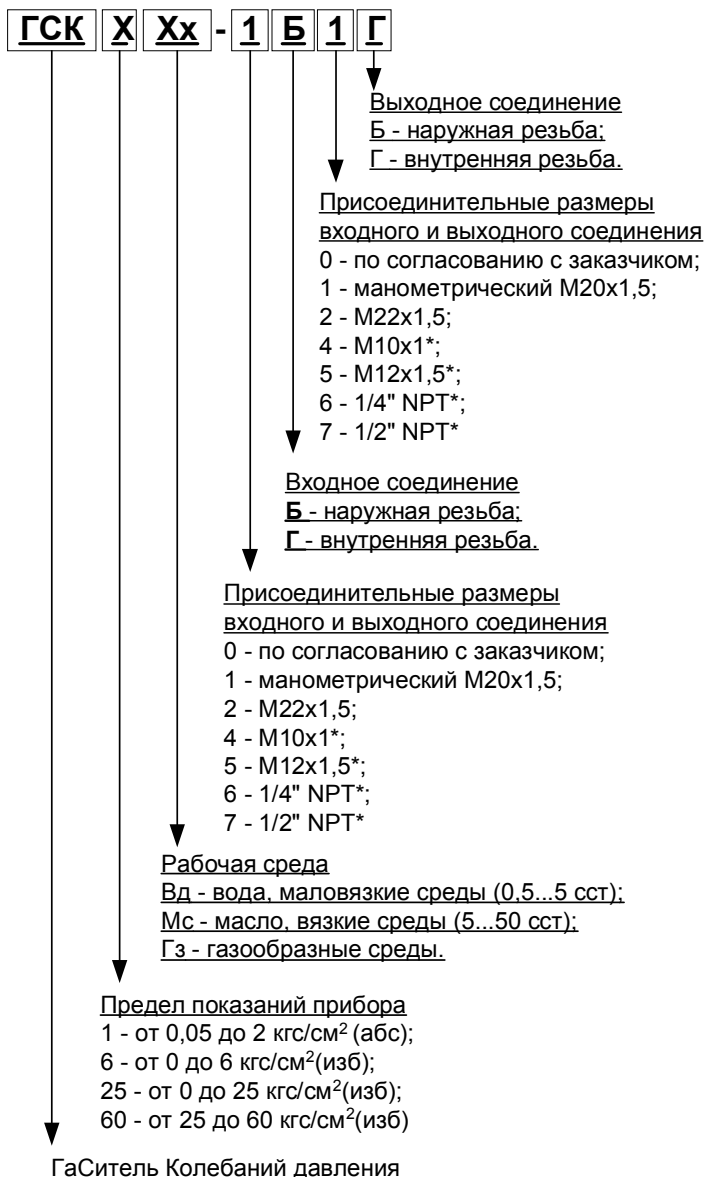 ГСК Х Хх - 1 Б 1 Г
Выходное соединение
Б - наружная резьба;
Г - внутренняя резьба.
Присоединительные размеры
входного и выходного соединения
0 - по согласованию с заказчиком;
1 - манометрический М20х1,5;
2 - М22х1,5;
4 - М10х1*;
5 - М12х1,5*;
6 - 1/4" NPT*;
7 - 1/2" NPT*
Входное соединение
Б - наружная резьба;
Г - внутренняя резьба.
Присоединительные размеры
входного и выходного соединения
0 - по согласованию с заказчиком;
1 - манометрический М20х1,5;
2 - М22х1,5;
4 - М10х1*;
5 - М12х1,5*;
6 - 1/4" NPT*;
7 - 1/2" NPT*
Рабочая среда
Вд - вода, маловязкие среды (0,5...5 сст);
Мс - масло, вязкие среды (5...50 сст);
Гз - газообразные среды.
Предел показаний прибора
1 - от 0,05 до 2 кгс/см² (абс);
6 - от 0 до 6 кгс/см²(изб);
25 - от 0 до 25 кгс/см²(изб);
60 - от 25 до 60 кгс/см²(изб)
ГаСитель Колебаний давления